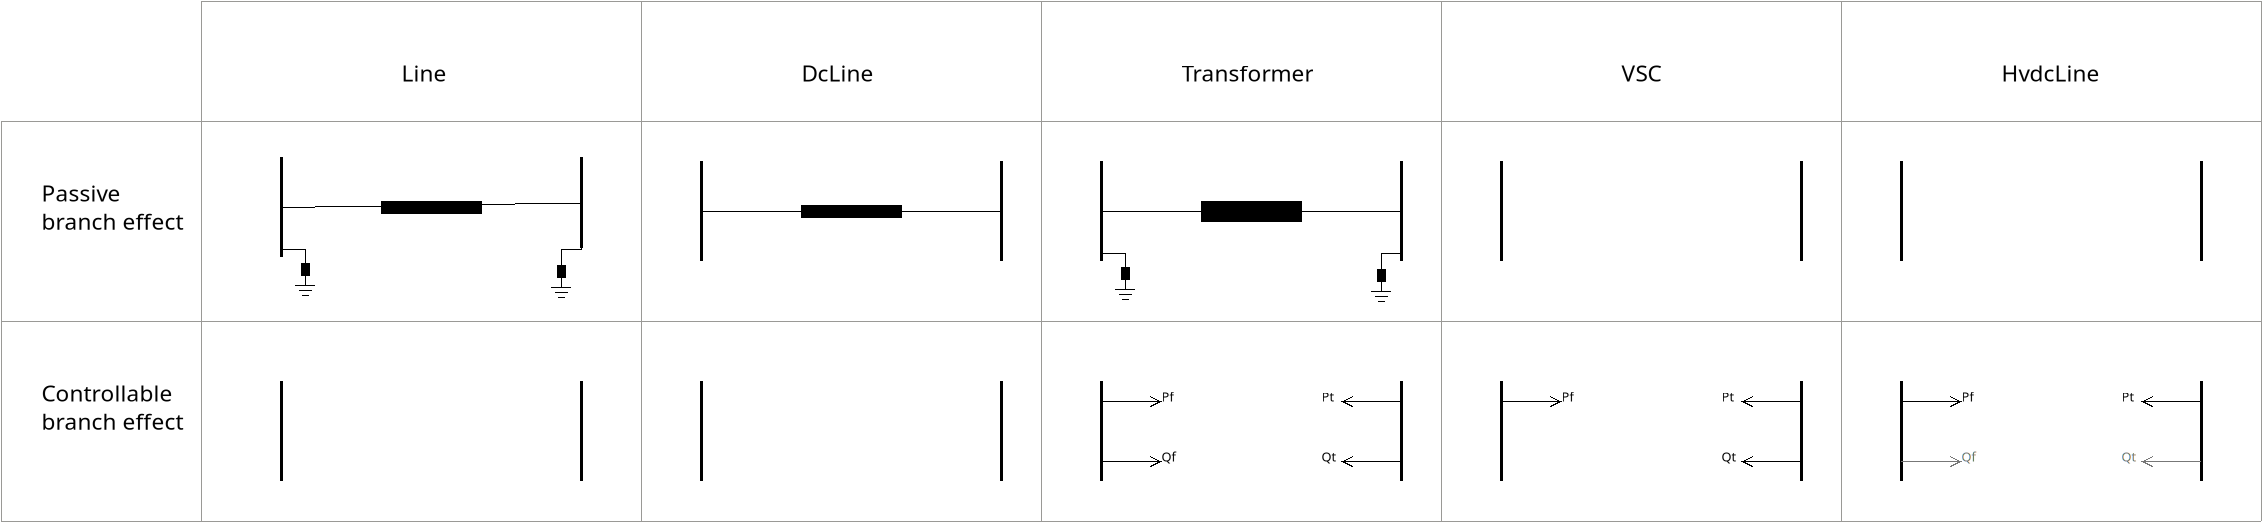 Line
DcLine
Transformer
VSC
HvdcLine
Passive
branch effect
Controllable
branch effect
Pf
Pt
Qf
Qt
Pf
Pt
Qt
Pf
Pt
Qf
Qt